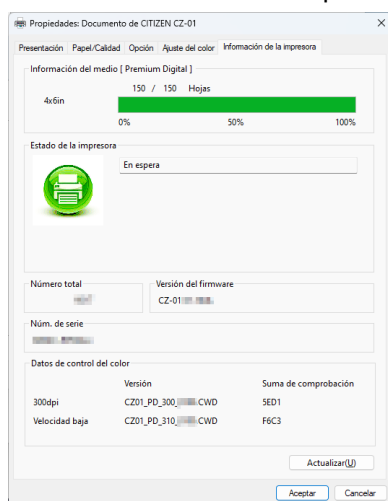 Propiedades: Documento de CITIZEN CZ-01
Presentación Papel/Calidad Opción Ajuste del color Información de la impresora
Información del medio [ Premium Digital ]
150 / 150 Hojas
4x6in
0% 50% 100%
Estado de la impresora
En espera
Número total Versión del firmware
CZ-01
Núm. de serie
Datos de control del color
Versión Suma de comprobación
300dpi CZ01_PD_300_ .CWD 5ED1
Velocidad baja CZ01_PD_310_ .CWD F6C3
Actualizar(U)
Aceptar Cancelar